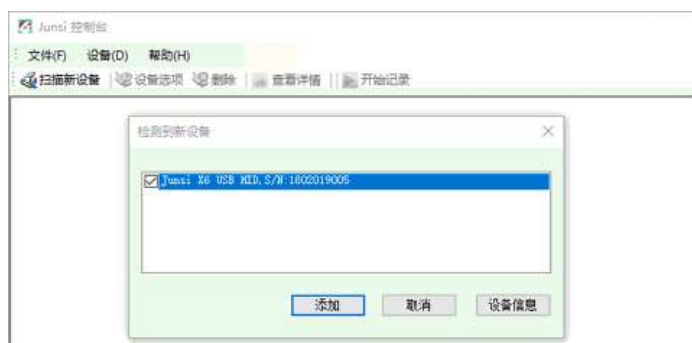 Junsi 控制台
文件(F) 设备(D) 帮助(H)
扫描新设备 设备选项 删除 查看详情 开始记录
检测到新设备
Junsi X6 USB HID,S/N:1802019005
添加 取消 设备信息